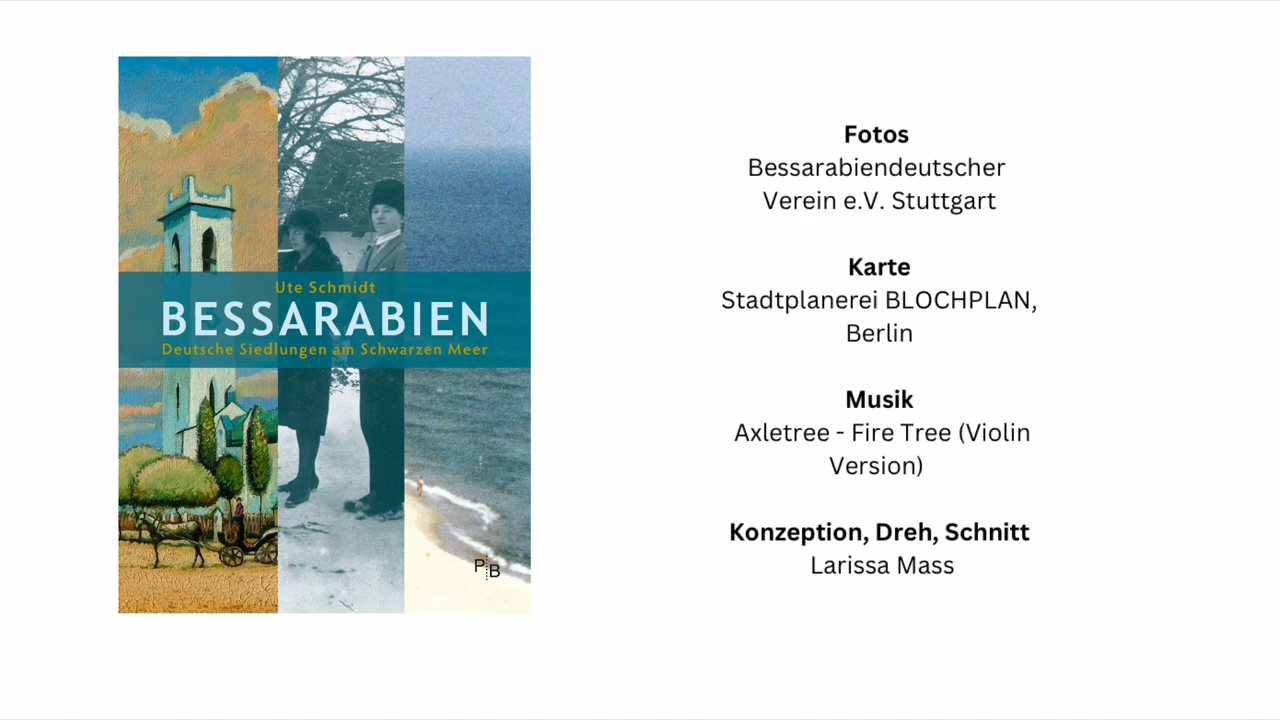 Ute Schmidt
BESSARABIEN
Deutsche Siedlungen am Schwarzen Meer
P B
Fotos
Bessarabiendeutscher
Verein e.V. Stuttgart
Karte
Stadtplanerei BLOCHPLAN,
Berlin
Musik
Axletree - Fire Tree (Violin
Version)
Konzeption, Dreh, Schnitt
Larissa Mass